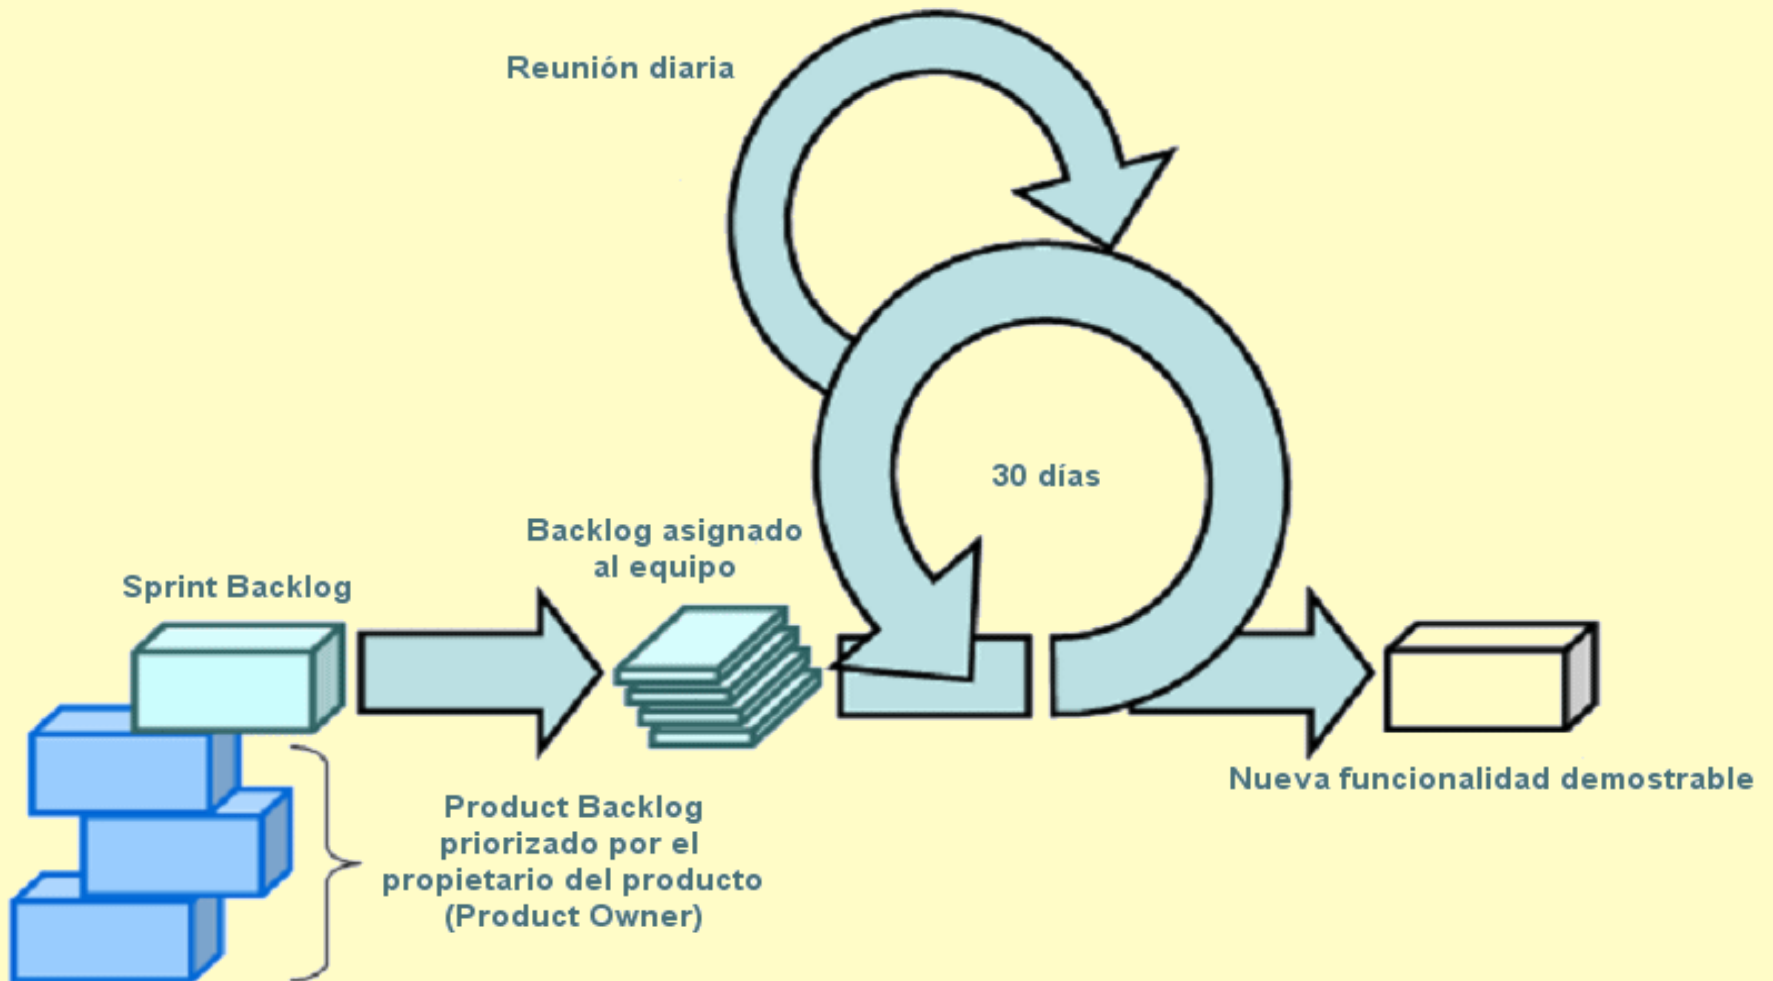 Reunión diaria
30 días
Backlog asignado
al equipo
Sprint Backlog
Nueva funcionalidad demostrable
Product Backlog
priorizado por el
propietario del producto
(Product Owner)